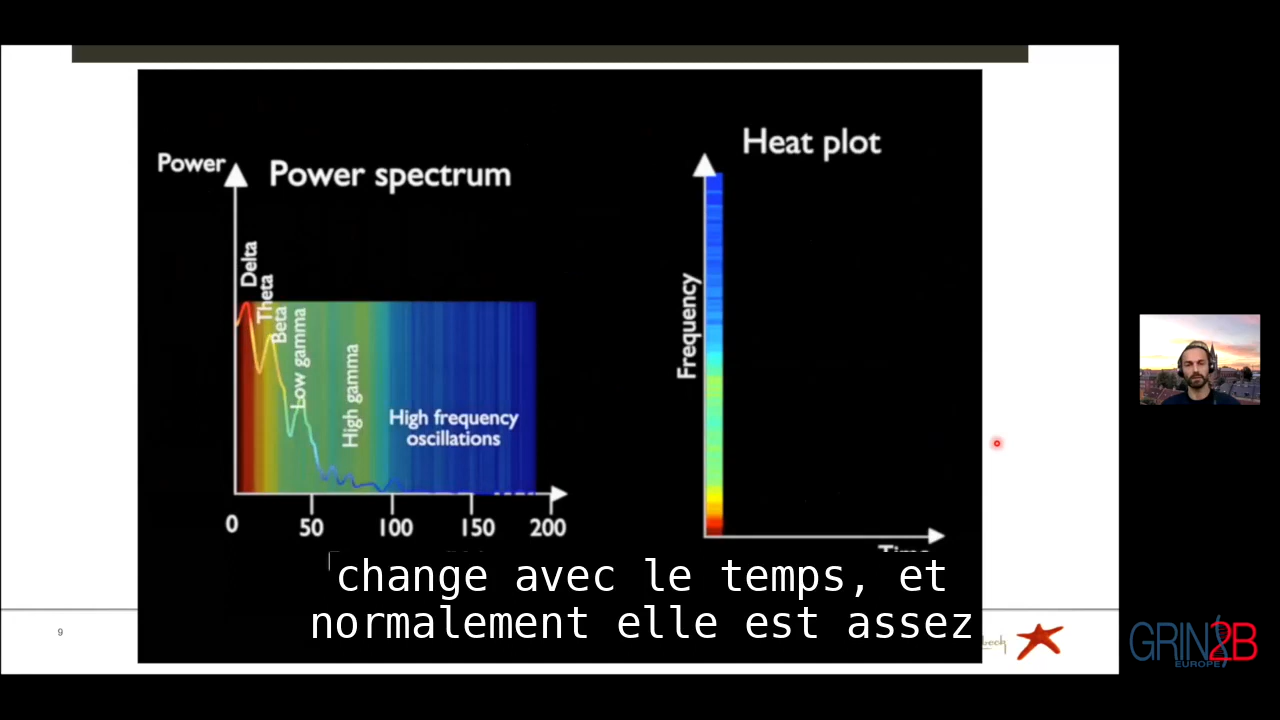 Heat plot
Power
Power spectrum
Delta
Theta
Beta
Low gamma
High gamma
High frequency
oscillations
Frequency
0
50
100
150
200
Time
change avec le temps, et
normalement elle est assez
9
GRIN2B
EUROPE